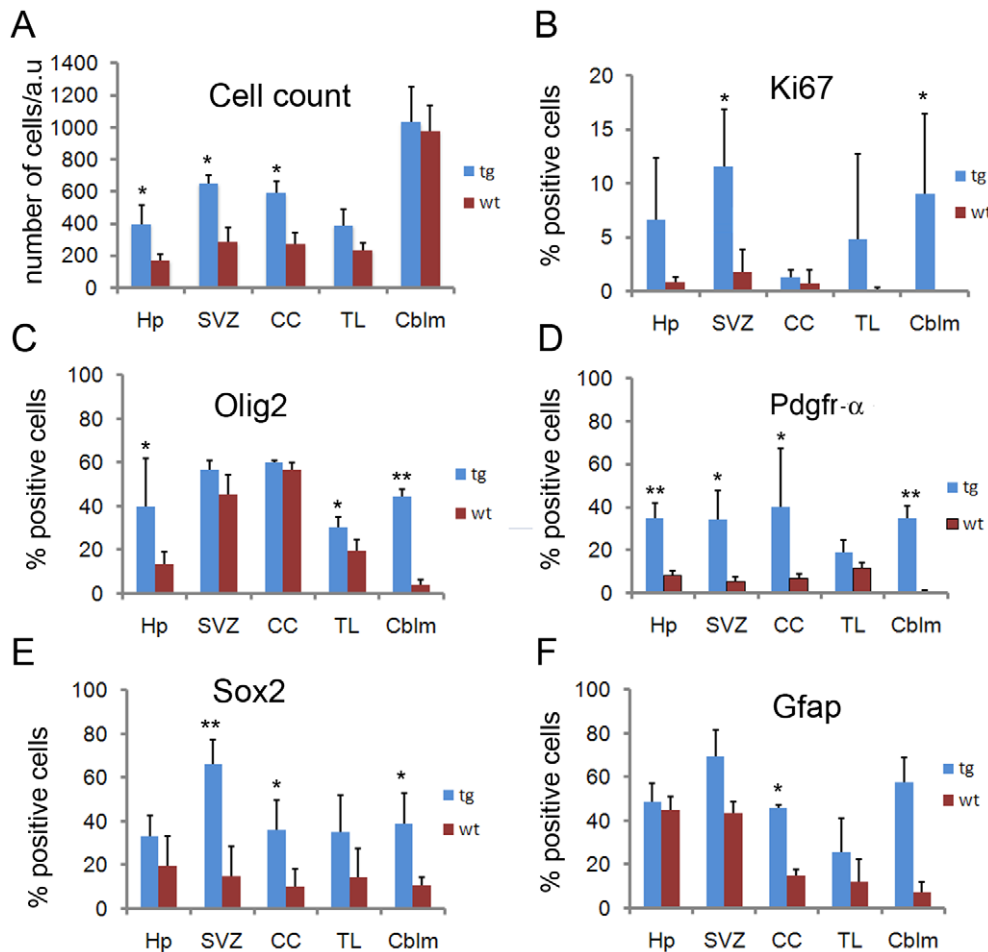 A
number of cells/a.u
1400
1200
1000
800
600
400
200
0
Cell count
*
*
*
tg
wt
Hp SVZ CC TL Cblm
B
% positive cells
20
15
10
5
0
Ki67
*
*
tg
wt
Hp SVZ CC TL Cblm
C
% positive cells
100
80
60
40
20
0
Olig2
*
*
**
tg
wt
Hp SVZ CC TL Cblm
D
% positive cells
100
80
60
40
20
0
Pdgfr-α
**
*
*
**
tg
wt
Hp SVZ CC TL Cblm
E
% positive cells
100
80
60
40
20
0
Sox2
**
*
*
tg
wt
Hp SVZ CC TL Cblm
F
% positive cells
100
80
60
40
20
0
Gfap
*
tg
wt
Hp SVZ CC TL Cblm